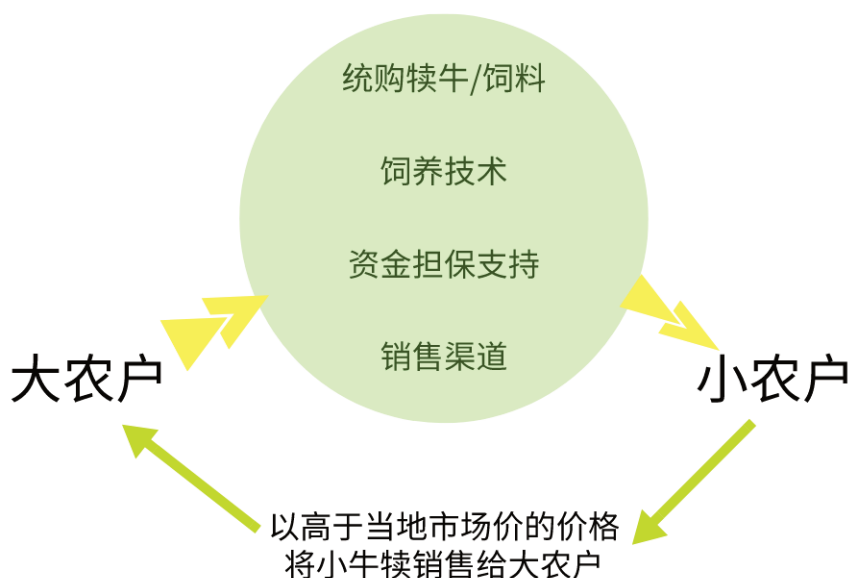 统购犊牛/饲料
饲养技术
资金担保支持
销售渠道
大农户
小农户
以高于当地市场价的价格
将小牛犊销售给大农户